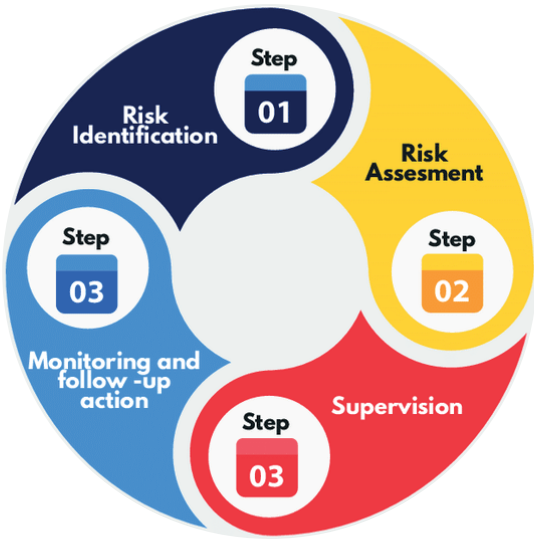 Step
01
Risk
Identification
Risk
Assesment
Step
02
Supervision
Step
03
Step
03
Monitoring and
follow -up
action